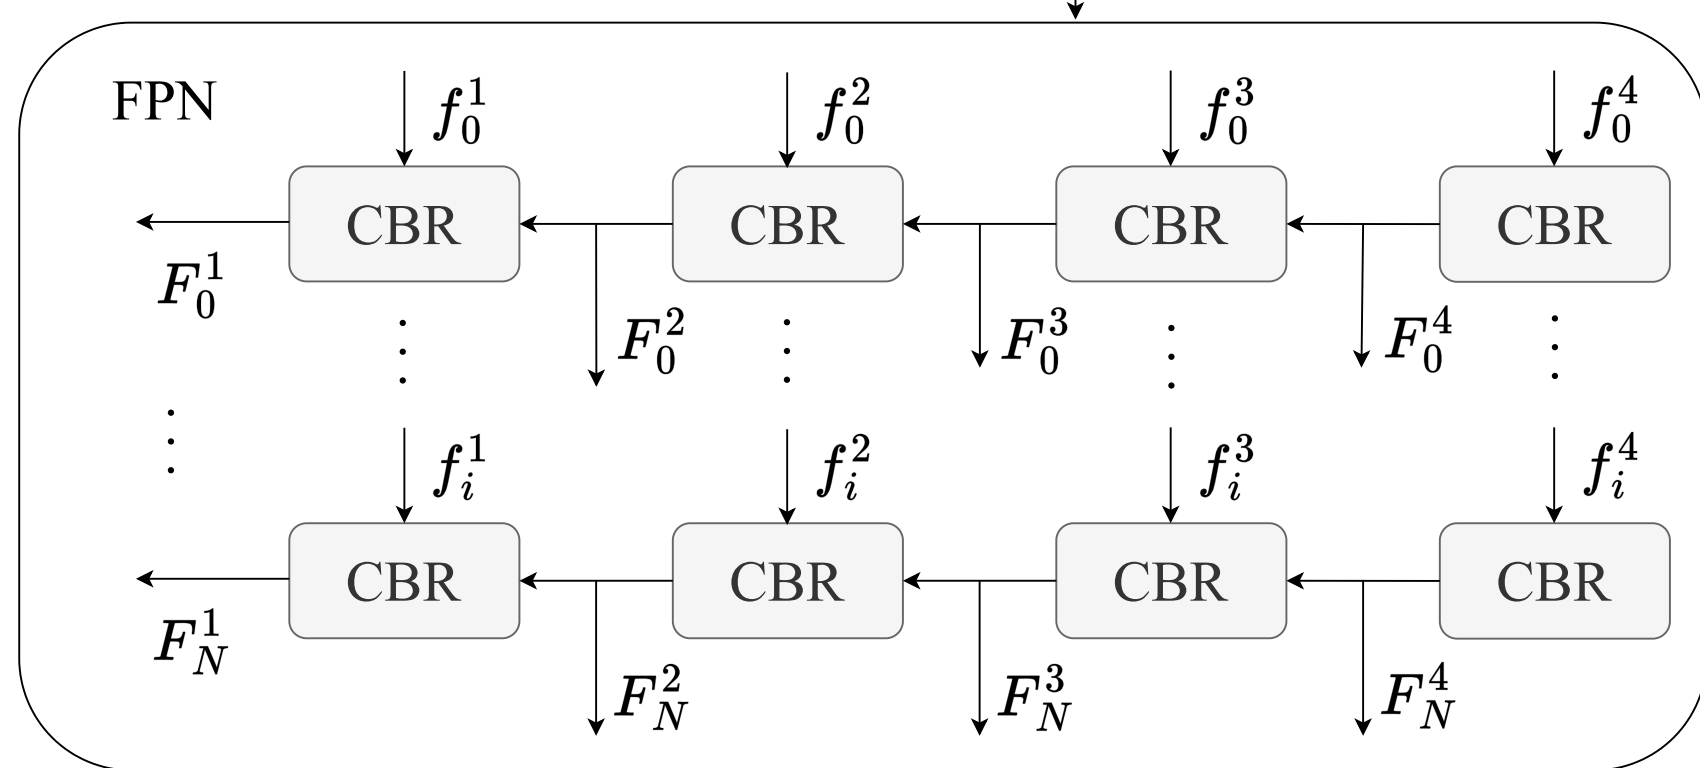 FPN
f_0^1 f_0^2 f_0^3 f_0^4
CBR CBR CBR CBR
F_0^1 F_0^2 F_0^3 F_0^4
f_i^1 f_i^2 f_i^3 f_i^4
CBR CBR CBR CBR
F_N^1 F_N^2 F_N^3 F_N^4